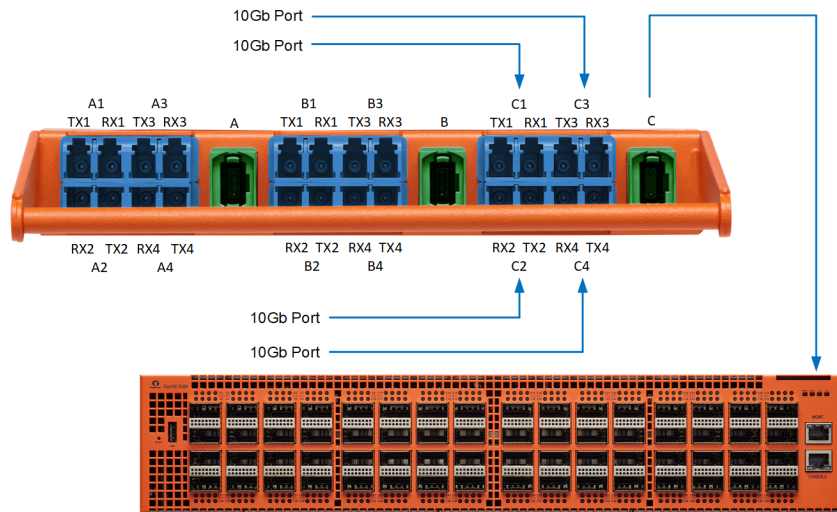 10Gb Port
10Gb Port
A1 A3 B1 B3 C1 C3
TX1 RX1 TX3 RX3 A TX1 RX1 TX3 RX3 B TX1 RX1 TX3 RX3 C
RX2 TX2 RX4 TX4 RX2 TX2 RX4 TX4 RX2 TX2 RX4 TX4
A2 A4 B2 B4 C2 C4
10Gb Port
10Gb Port
MGMT
CONSOLE